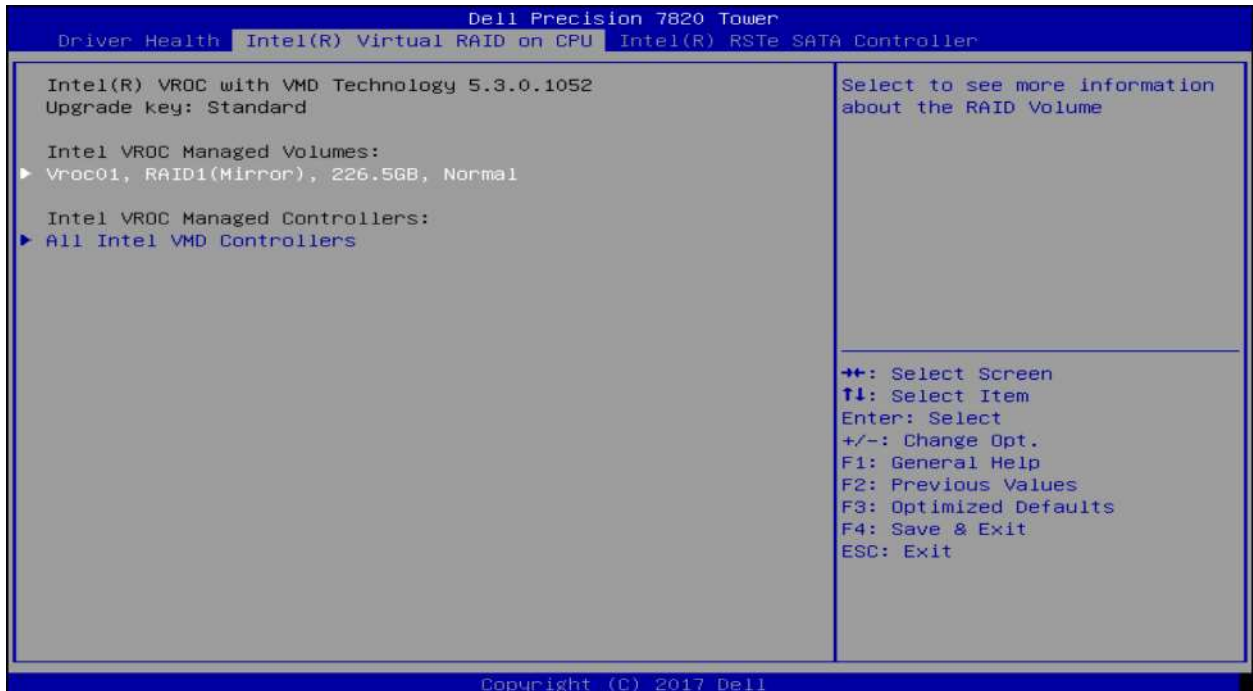 Dell Precision 7820 Tower
Driver Health Intel(R) Virtual RAID on CPU Intel(R) RSTe SATA Controller
Intel(R) VROC with VMD Technology 5.3.0.1052
Upgrade key: Standard
Intel VROC Managed Volumes:
▶ Vroc01, RAID1(Mirror), 226.5GB, Normal
Intel VROC Managed Controllers:
▶ All Intel VMD Controllers
Select to see more information
about the RAID Volume
→←: Select Screen
↑↓: Select Item
Enter: Select
+/-: Change Opt.
F1: General Help
F2: Previous Values
F3: Optimized Defaults
F4: Save & Exit
ESC: Exit
Copyright (C) 2017 Dell